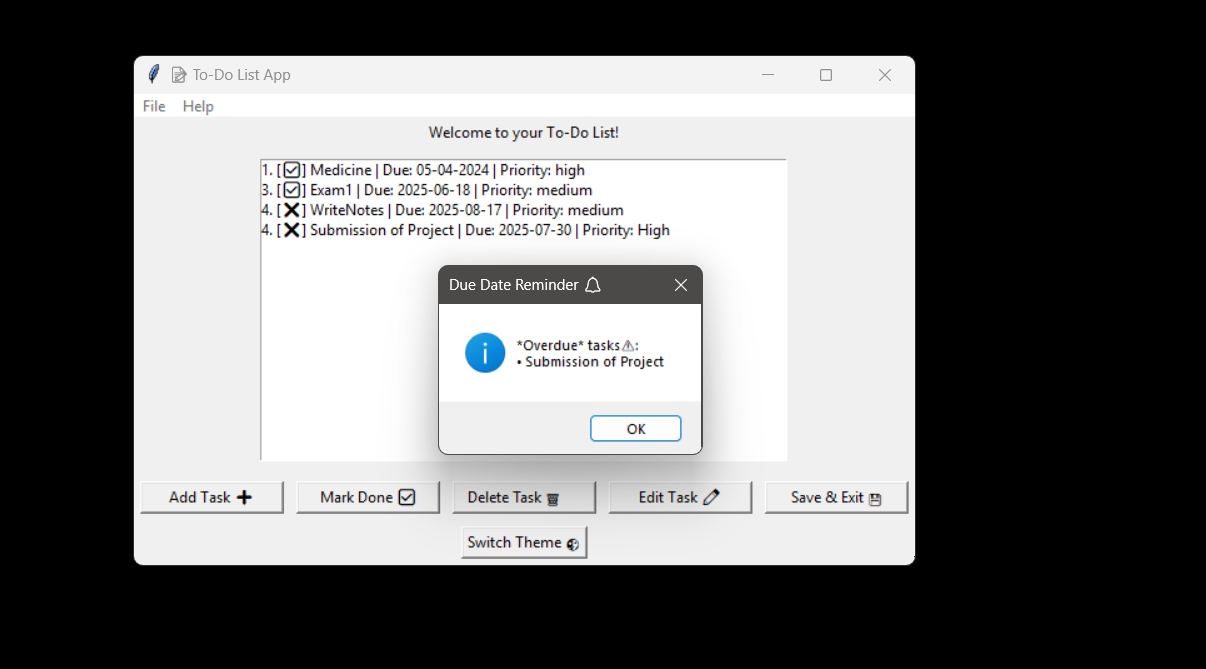 To-Do List App
File Help
Welcome to your To-Do List!
1. [☑] Medicine | Due: 05-04-2024 | Priority: high
3. [☑] Exam1 | Due: 2025-06-18 | Priority: medium
4. [❌] WriteNotes | Due: 2025-08-17 | Priority: medium
4. [❌] Submission of Project | Due: 2025-07-30 | Priority: High
Due Date Reminder 🔔
*Overdue* tasks⚠:
• Submission of Project
OK
Add Task ➕ Mark Done ☑ Delete Task 🗑 Edit Task ✏ Save & Exit 💾
Switch Theme 🌗